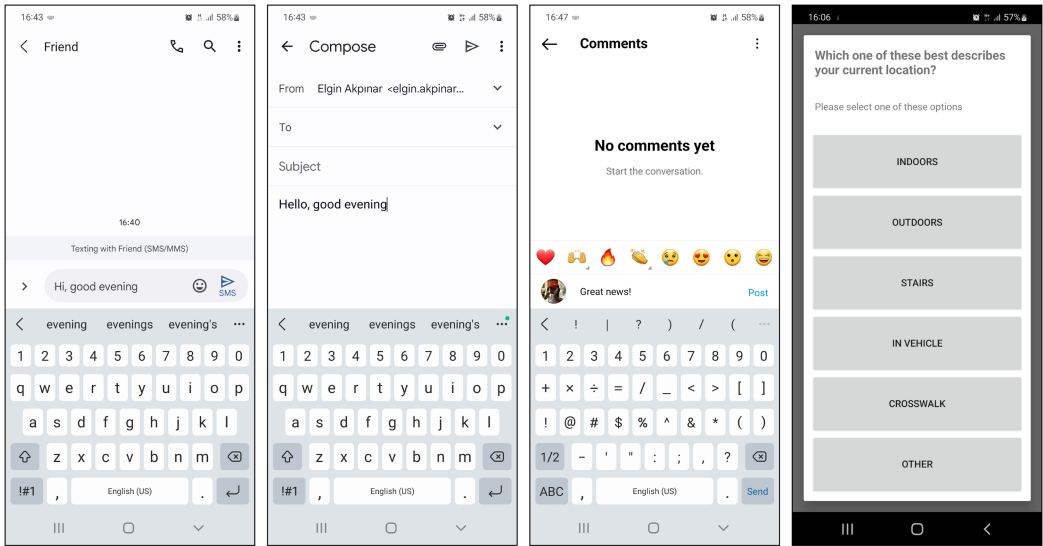 16:43
58%
Friend
16:40
Texting with Friend (SMS/MMS)
Hi, good evening
SMS
evening evenings evening's
1 2 3 4 5 6 7 8 9 0
q w e r t y u i o p
a s d f g h j k l
z x c v b n m
!#1 , English (US) .
16:43
58%
Compose
From Elgin Akpınar <elgin.akpinar...
To
Subject
Hello, good evening
evening evenings evening's
1 2 3 4 5 6 7 8 9 0
q w e r t y u i o p
a s d f g h j k l
z x c v b n m
!#1 , English (US) .
16:47
58%
Comments
No comments yet
Start the conversation.
Great news! Post
! | ? ) / (
1 2 3 4 5 6 7 8 9 0
+ × ÷ = / _ < > [ ]
! @ # $ % ^ & * ( )
1/2 - ' " : ; , ?
ABC , English (US) . Send
16:06
57%
Which one of these best describes
your current location?
Please select one of these options
INDOORS
OUTDOORS
STAIRS
IN VEHICLE
CROSSWALK
OTHER